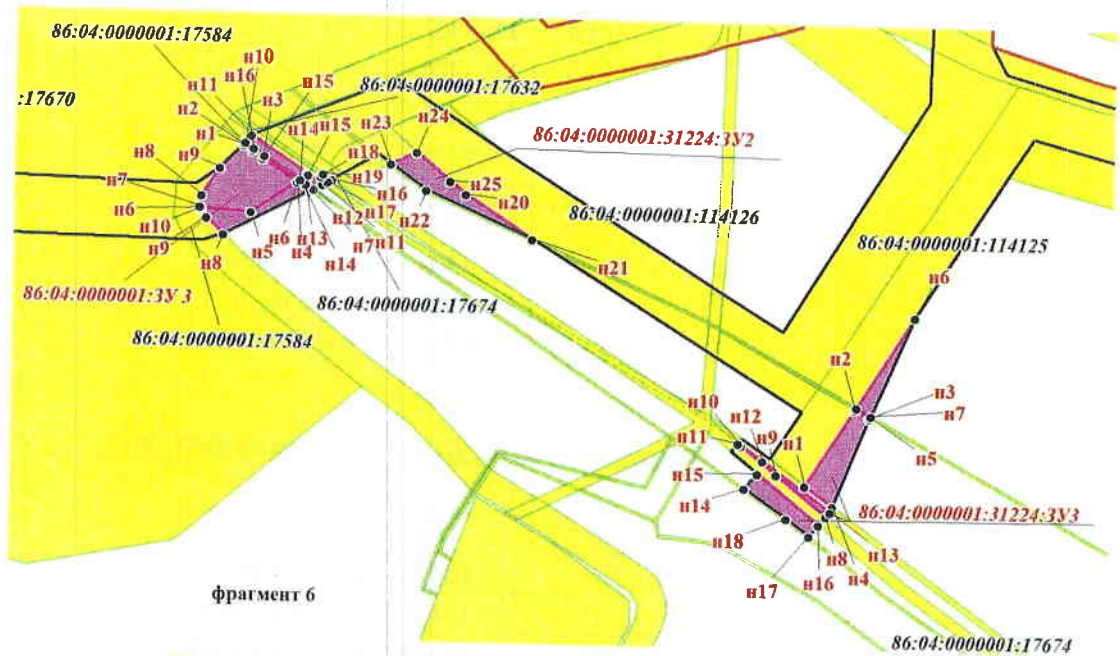 86:04:0000001:17584
н10
н16
н11
н15
н3
:17670
86:04:0000001:17632
н2
н1
н14
н15
н23
н24
86:04:0000001:31224:ЗУ2
н8
н9
н18
н7
н19
н25
н6
н16
н20
86:04:0000001:114126
н10
н17
н22
н12
н9
н5
н6
н13
н7
н11
н21
86:04:0000001:114125
н8
н4
н14
н6
86:04:0000001:ЗУ 3
86:04:0000001:17674
86:04:0000001:17584
н2
н3
н10
н12
н7
н11
н9
н1
н5
н15
н14
86:04:0000001:31224:ЗУ3
н18
н8
н13
н17
н16
н4
фрагмент 6
86:04:0000001:17674